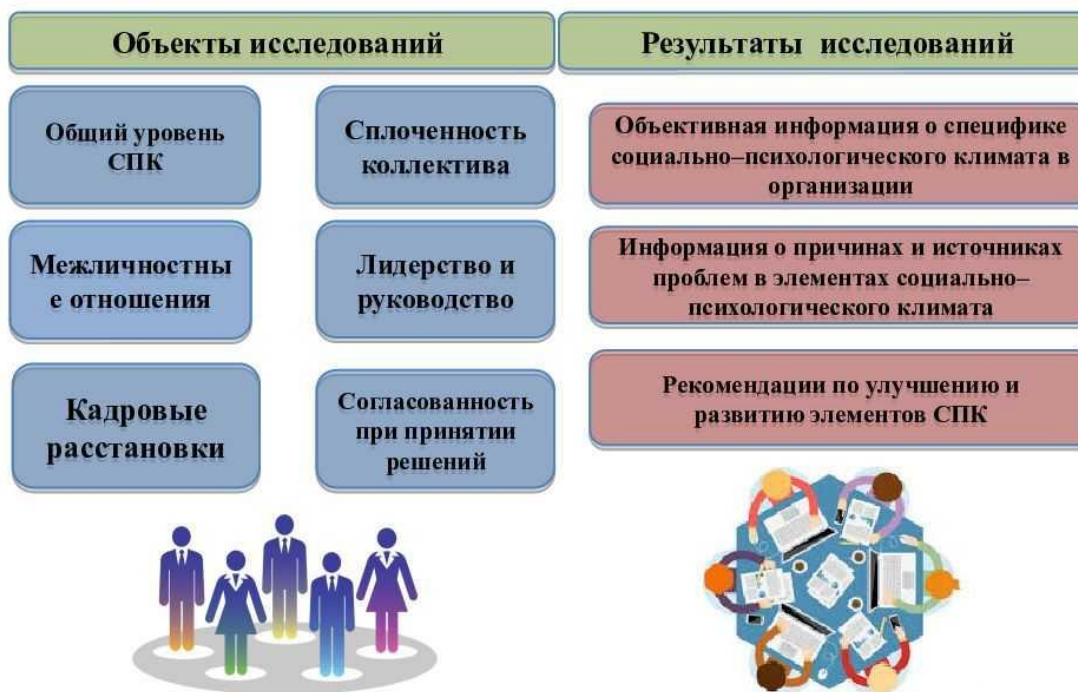 Объекты исследований
Результаты исследований
Общий уровень
СПК
Сплоченность
коллектива
Межличностны
е отношения
Лидерство и
руководство
Кадровые
расстановки
Согласованность
при принятии
решений
Объективная информация о специфике
социально–психологического климата в
организации
Информация о причинах и источниках
проблем в элементах социально–
психологического климата
Рекомендации по улучшению и
развитию элементов СПК